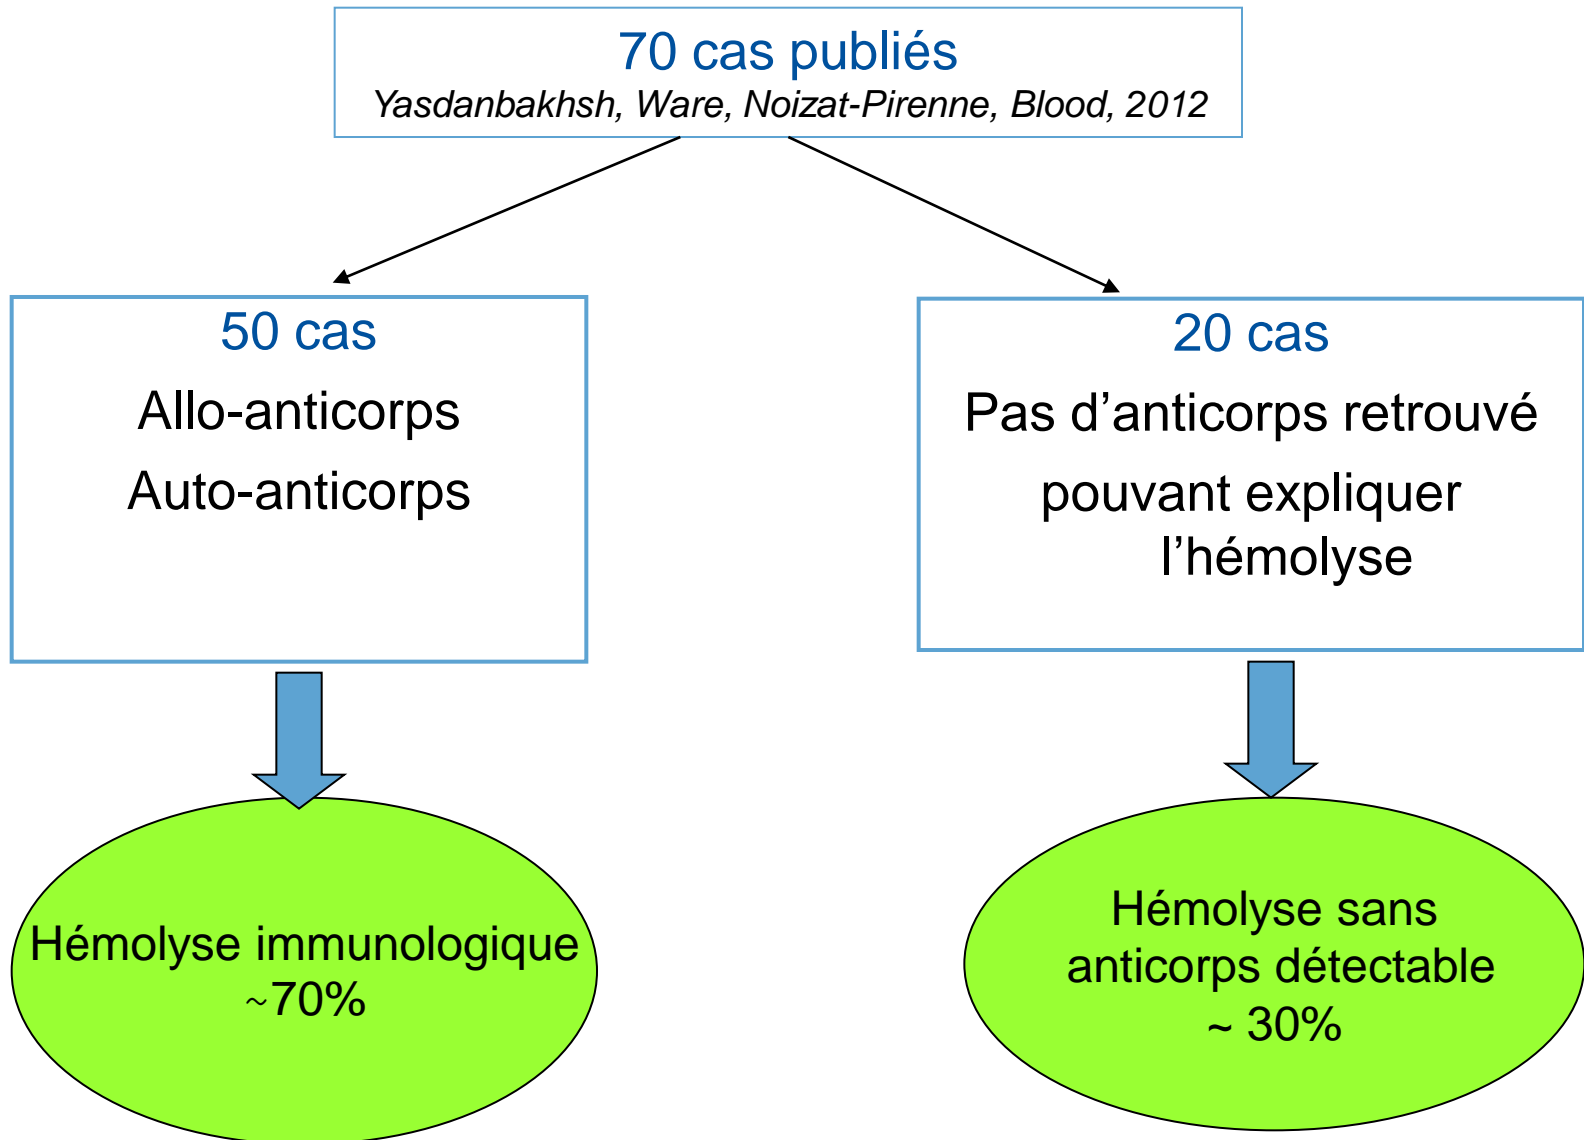 70 cas publiés
Yasdanbakhsh, Ware, Noizat-Pirenne, Blood, 2012
50 cas
Allo-anticorps
Auto-anticorps
20 cas
Pas d’anticorps retrouvé
pouvant expliquer
l’hémolyse
Hémolyse immunologique
~70%
Hémolyse sans
anticorps détectable
~ 30%